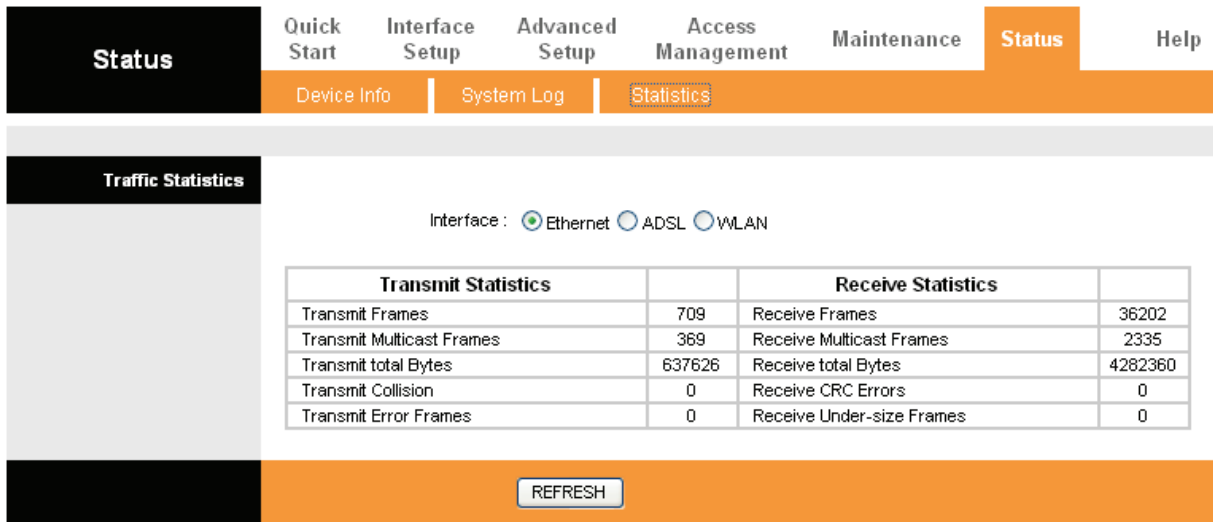 Status
Quick Start
Interface Setup
Advanced Setup
Access Management
Maintenance
Status
Help
Device Info
System Log
Statistics
Traffic Statistics
Interface : Ethernet ADSL WLAN
Transmit Statistics Receive Statistics
Transmit Frames 709 Receive Frames 36202
Transmit Multicast Frames 369 Receive Multicast Frames 2335
Transmit total Bytes 637626 Receive total Bytes 4282360
Transmit Collision 0 Receive CRC Errors 0
Transmit Error Frames 0 Receive Under-size Frames 0
REFRESH